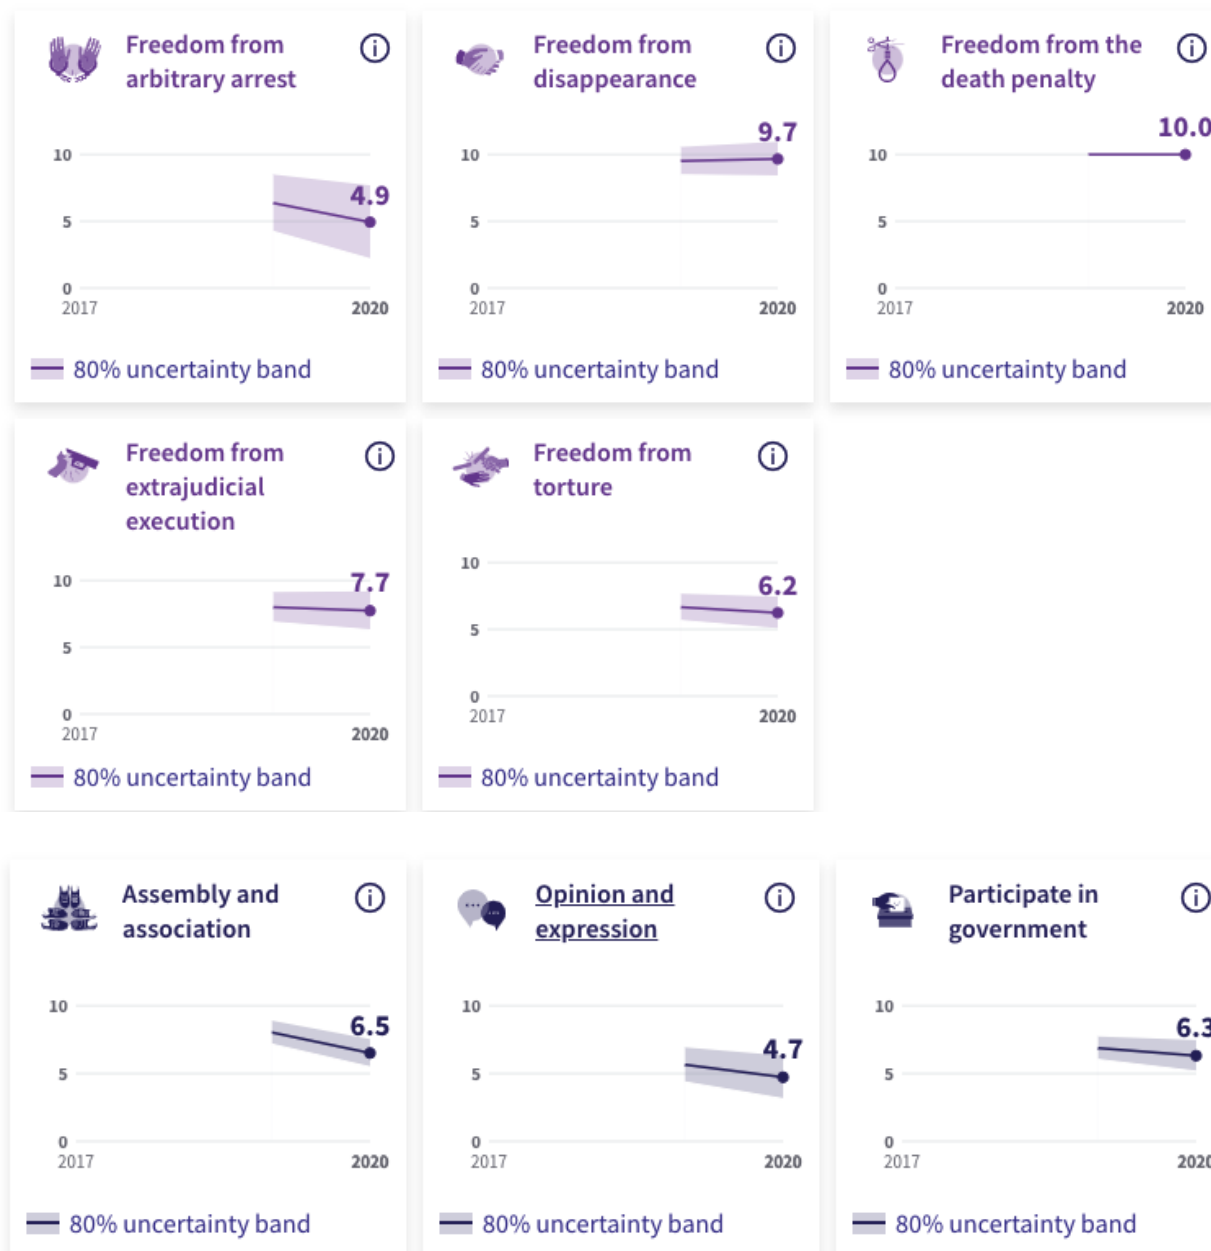 Freedom from
arbitrary arrest
10
4.9
5
0
2017
2020
80% uncertainty band
Freedom from
disappearance
9.7
10
5
0
2017
2020
80% uncertainty band
Freedom from the
death penalty
10.0
10
5
0
2017
2020
80% uncertainty band
Freedom from
extrajudicial
execution
10
7.7
5
0
2017
2020
80% uncertainty band
Freedom from
torture
10
6.2
5
0
2017
2020
80% uncertainty band
Assembly and
association
10
6.5
5
0
2017
2020
80% uncertainty band
Opinion and
expression
10
4.7
5
0
2017
2020
80% uncertainty band
Participate in
government
10
6.3
5
0
2017
2020
80% uncertainty band